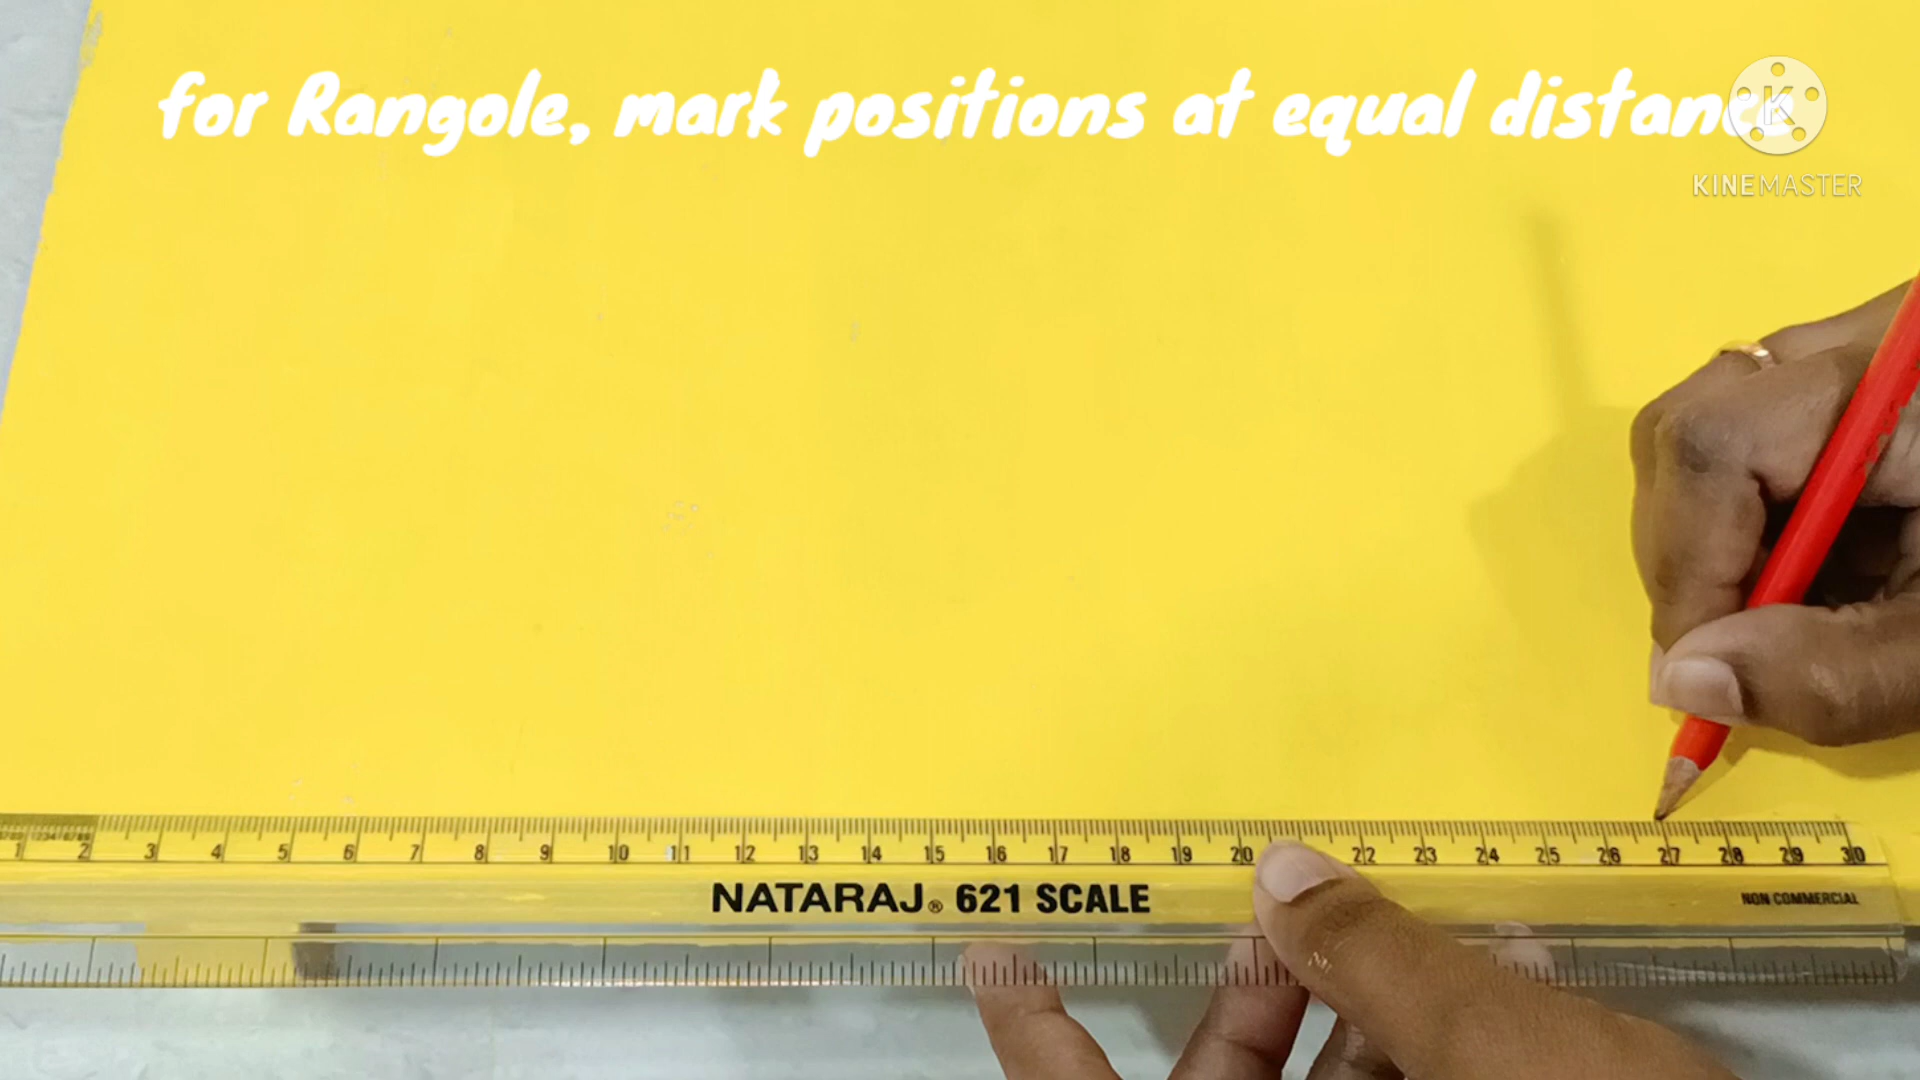 for Rangole, mark positions at equal distance
K
KINEMASTER
1 2 3 4 5 6 7 8 9 10 11 12 13 14 15 16 17 18 19 20 22 23 24 25 26 27 28 29 30
NATARAJ® 621 SCALE
NON COMMERCIAL